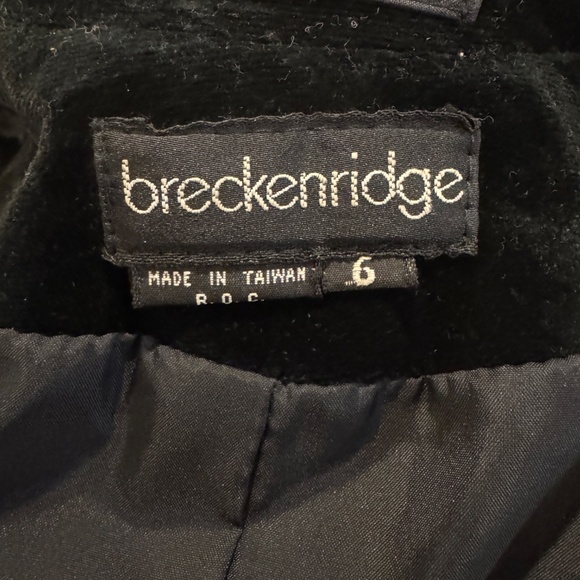 breckenridge
MADE IN TAIWAN
R. O. C.
6